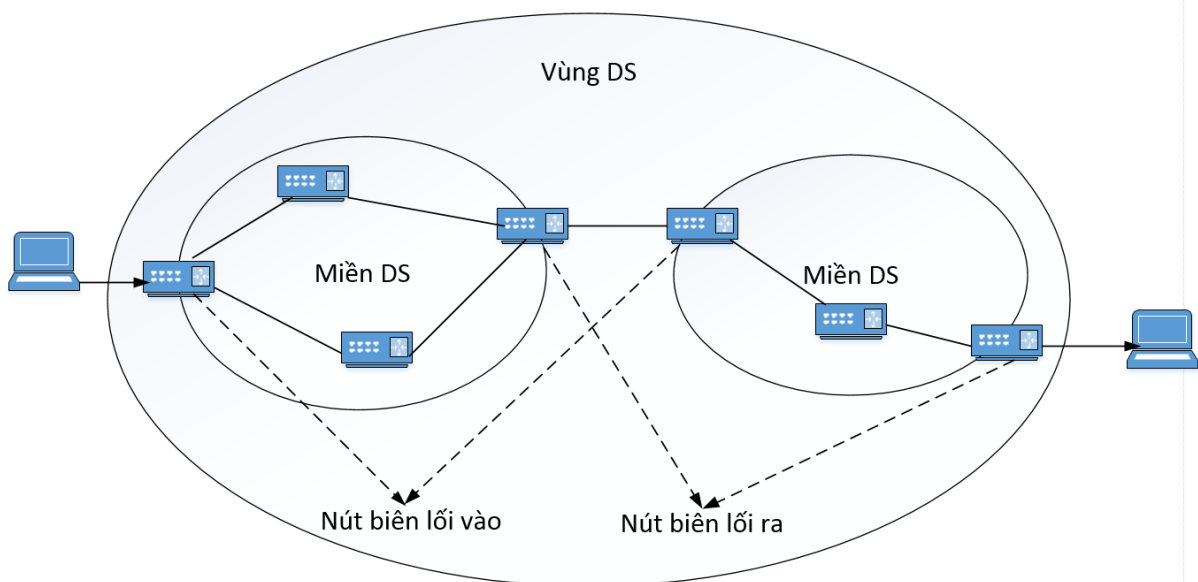 Vùng DS
Miền DS
Miền DS
Nút biên lối vào
Nút biên lối ra